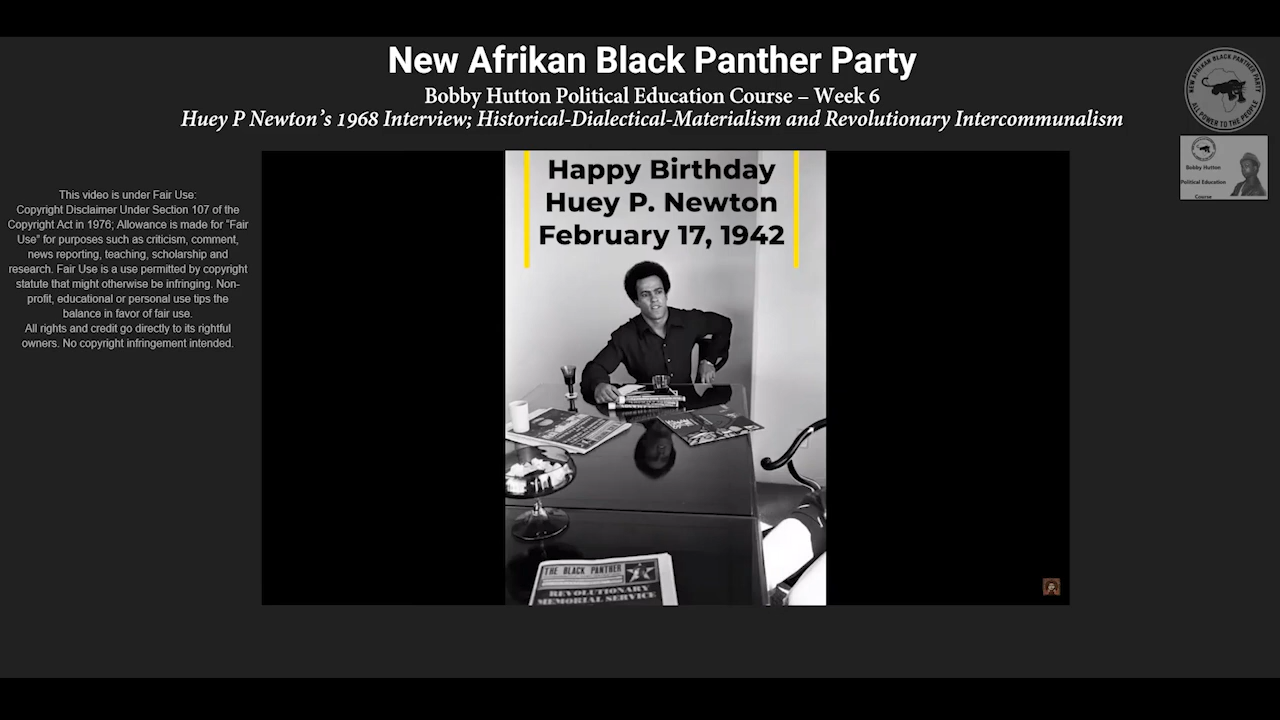 New Afrikan Black Panther Party
Bobby Hutton Political Education Course – Week 6
Huey P Newton’s 1968 Interview; Historical-Dialectical-Materialism and Revolutionary Intercommunalism
NEW AFRIKAN BLACK PANTHER PARTY
ALL POWER TO THE PEOPLE
Bobby Hutton
Political Education
Course
This video is under Fair Use:
Copyright Disclaimer Under Section 107 of the
Copyright Act in 1976; Allowance is made for "Fair
Use" for purposes such as criticism, comment,
news reporting, teaching, scholarship and
research. Fair Use is a use permitted by copyright
statute that might otherwise be infringing. Non-
profit, educational or personal use tips the
balance in favor of fair use.
All rights and credit go directly to its rightful
owners. No copyright infringement intended.
Happy Birthday
Huey P. Newton
February 17, 1942
THE BLACK PANTHER
REVOLUTIONARY
MEMORIAL SERVICE